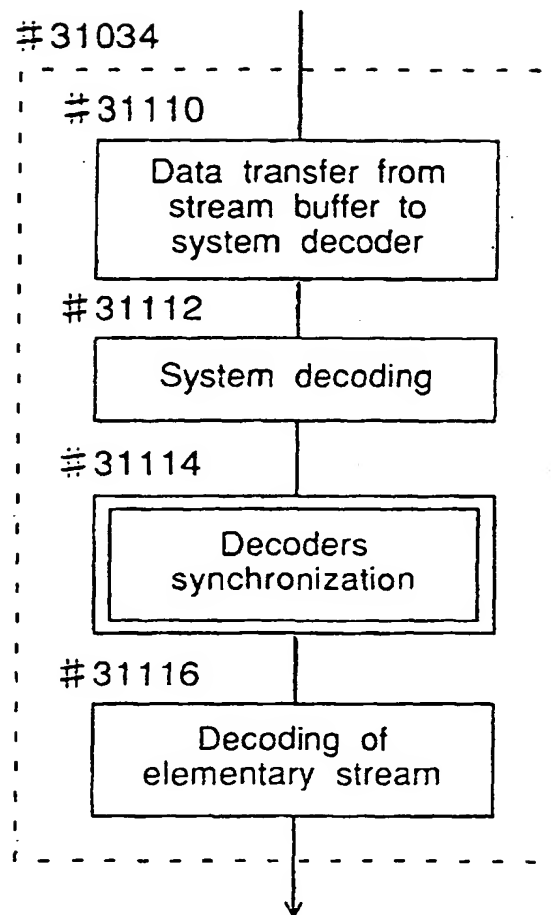 #31034
#31110
Data transfer from
stream buffer to
system decoder
#31112
System decoding
#31114
Decoders
synchronization
#31116
Decoding of
elementary stream